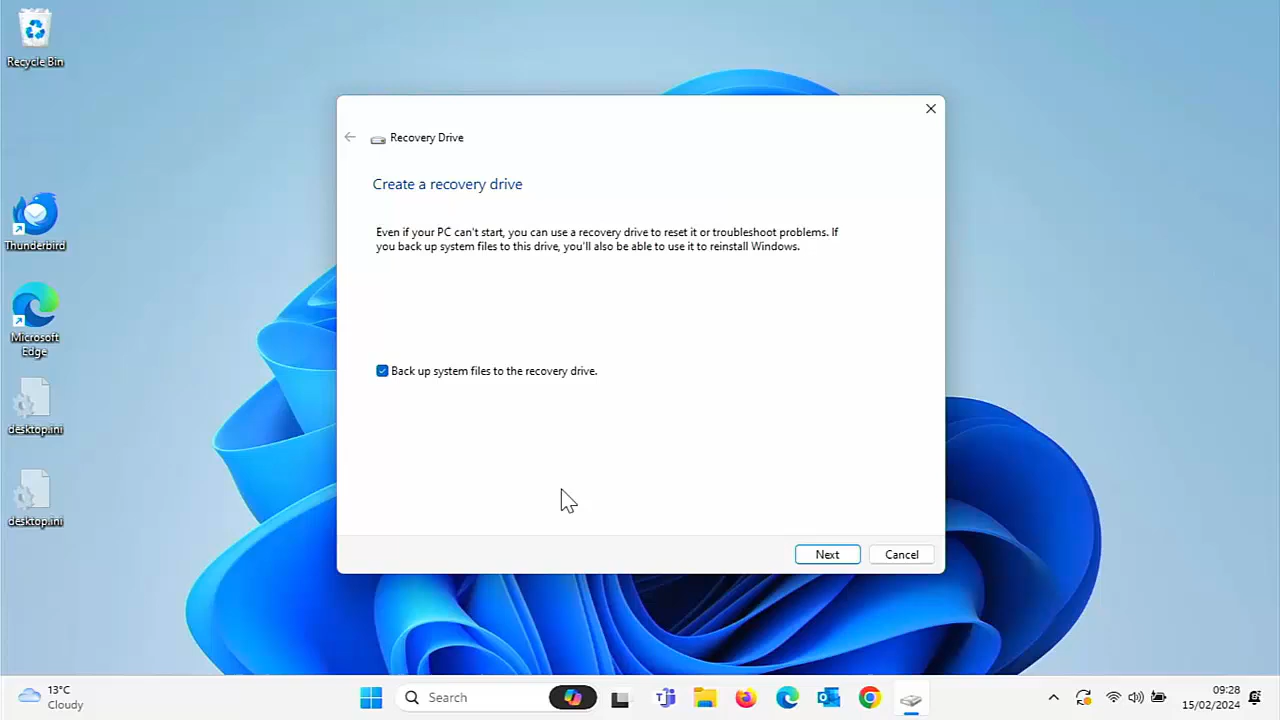 Recycle Bin
Thunderbird
Microsoft
Edge
desktop.ini
desktop.ini
Recovery Drive
Create a recovery drive
Even if your PC can't start, you can use a recovery drive to reset it or troubleshoot problems. If
you back up system files to this drive, you'll also be able to use it to reinstall Windows.
Back up system files to the recovery drive.
Next
Cancel
13°C
Cloudy
Search
09:28
15/02/2024